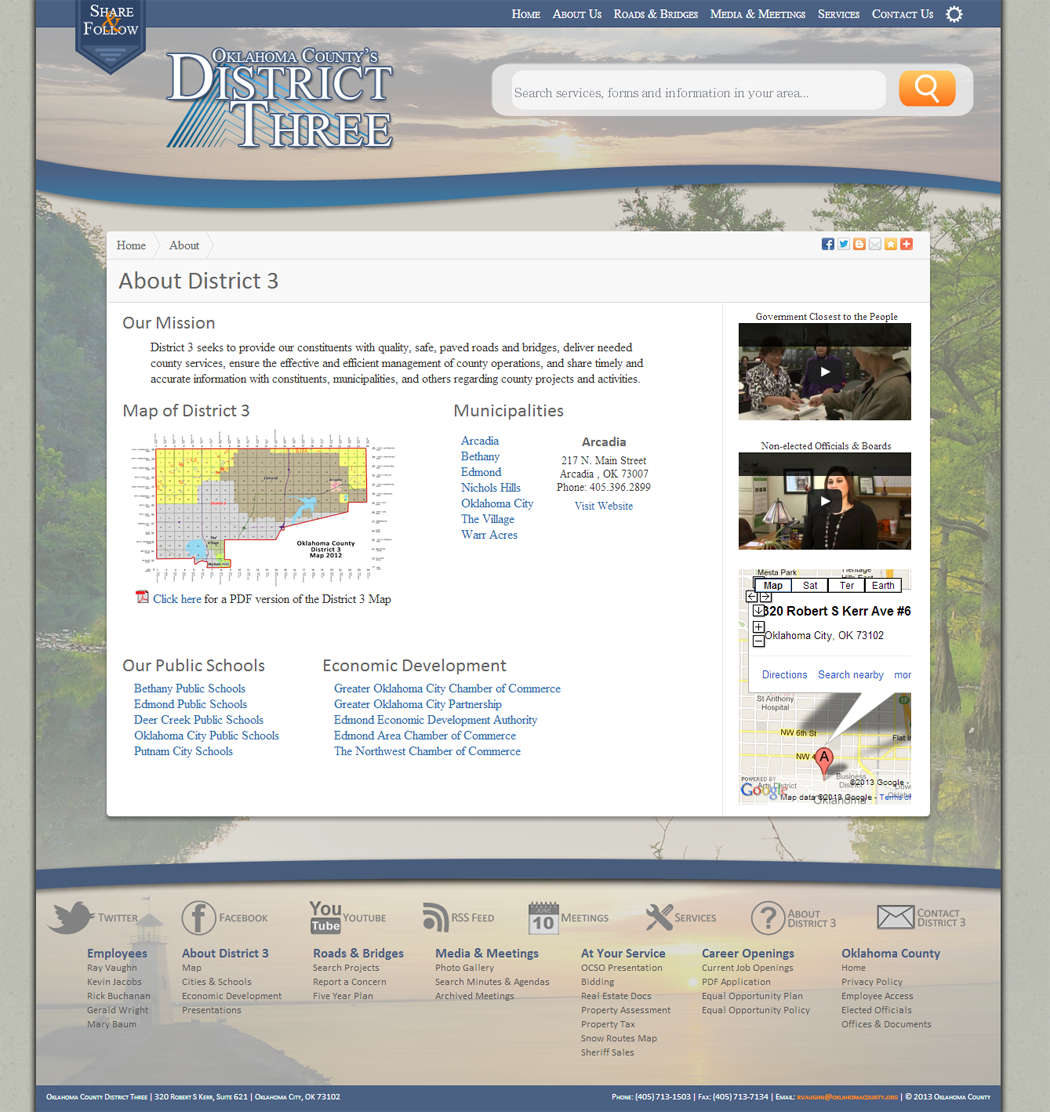 Share
&
Follow
Home About Us Roads & Bridges Media & Meetings Services Contact Us
Oklahoma County's
District
Three
Search services, forms and information in your area...
Home About
About District 3
Our Mission
District 3 seeks to provide our constituents with quality, safe, paved roads and bridges, deliver needed
county services, ensure the effective and efficient management of county operations, and share timely and
accurate information with constituents, municipalities, and others regarding county projects and activities.
Map of District 3
Oklahoma County
District 3
Map 2012
Click here for a PDF version of the District 3 Map
Municipalities
Arcadia
Bethany
Edmond
Nichols Hills
Oklahoma City
The Village
Warr Acres
Arcadia
217 N. Main Street
Arcadia , OK 73007
Phone: 405.396.2899
Visit Website
Our Public Schools
Bethany Public Schools
Edmond Public Schools
Deer Creek Public Schools
Oklahoma City Public Schools
Putnam City Schools
Economic Development
Greater Oklahoma City Chamber of Commerce
Greater Oklahoma City Partnership
Edmond Economic Development Authority
Edmond Area Chamber of Commerce
The Northwest Chamber of Commerce
Government Closest to the People
Non-elected Officials & Boards
Mesta Park
Map Sat Ter Earth
320 Robert S Kerr Ave #6
Oklahoma City, OK 73102
Directions Search nearby mor
St Anthony
Hospital
NW 6th St
NW 4
A
Flat Ir
Business
District
Arts District
©2013 Google -
POWERED BY
Google
Map data ©2013 Google - Terms of
Oklahoma
Twitter
Facebook
You
Tube
Youtube
RSS Feed
JUNE
10
Meetings
Services
?
About
District 3
Contact
District 3
Employees
Ray Vaughn
Kevin Jacobs
Rick Buchanan
Gerald Wright
Mary Baum
About District 3
Map
Cities & Schools
Economic Development
Presentations
Roads & Bridges
Search Projects
Report a Concern
Five Year Plan
Media & Meetings
Photo Gallery
Search Minutes & Agendas
Archived Meetings
At Your Service
OCSO Presentation
Bidding
Real Estate Docs
Property Assessment
Property Tax
Snow Routes Map
Sheriff Sales
Career Openings
Current Job Openings
PDF Application
Equal Opportunity Plan
Equal Opportunity Policy
Oklahoma County
Home
Privacy Policy
Employee Access
Elected Officials
Offices & Documents
Oklahoma County District Three | 320 Robert S Kerr, Suite 621 | Oklahoma City, OK 73102
Phone: (405) 713-1503 | Fax: (405) 713-7134 | Email: rvaughn@oklahomacounty.org | © 2013 Oklahoma County